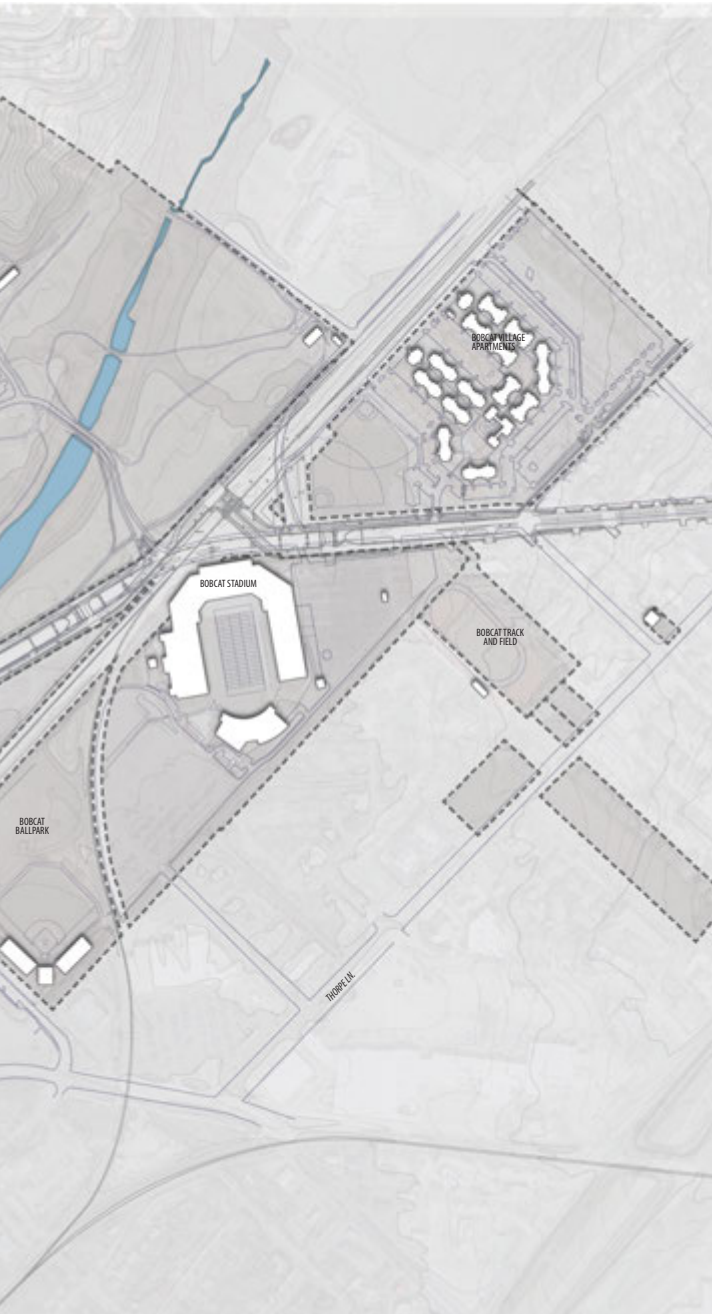 BOBCAT VILLAGE
APARTMENTS
BOBCAT STADIUM
BOBCAT TRACK
AND FIELD
BOBCAT
BALLPARK
THORPE LN.